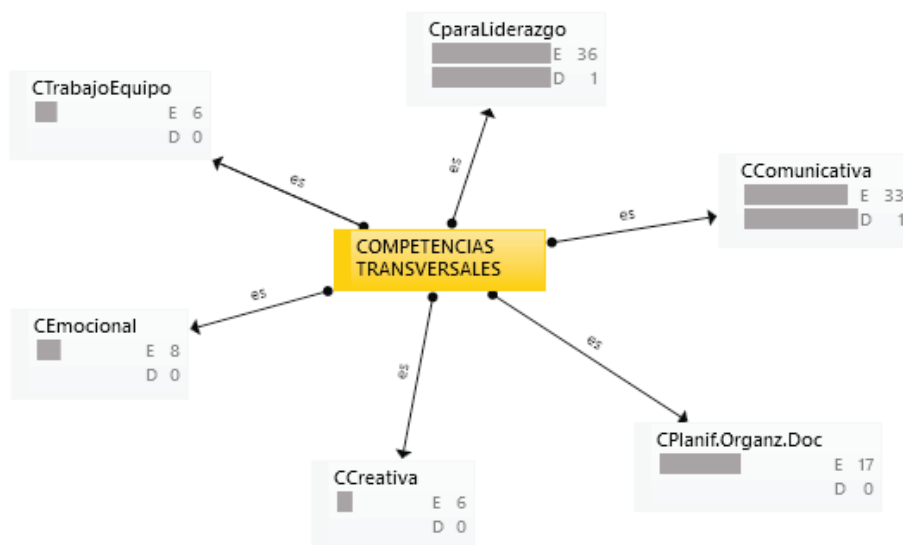 CparaLiderazgo
E 36
D 1
CTrabajoEquipo
E 6
D 0
es
es
CComunicativa
E 33
D 1
es
COMPETENCIAS
TRANSVERSALES
es
CEmocional
E 8
D 0
es
es
CPlanif.Organz.Doc
E 17
D 0
CCreativa
E 6
D 0